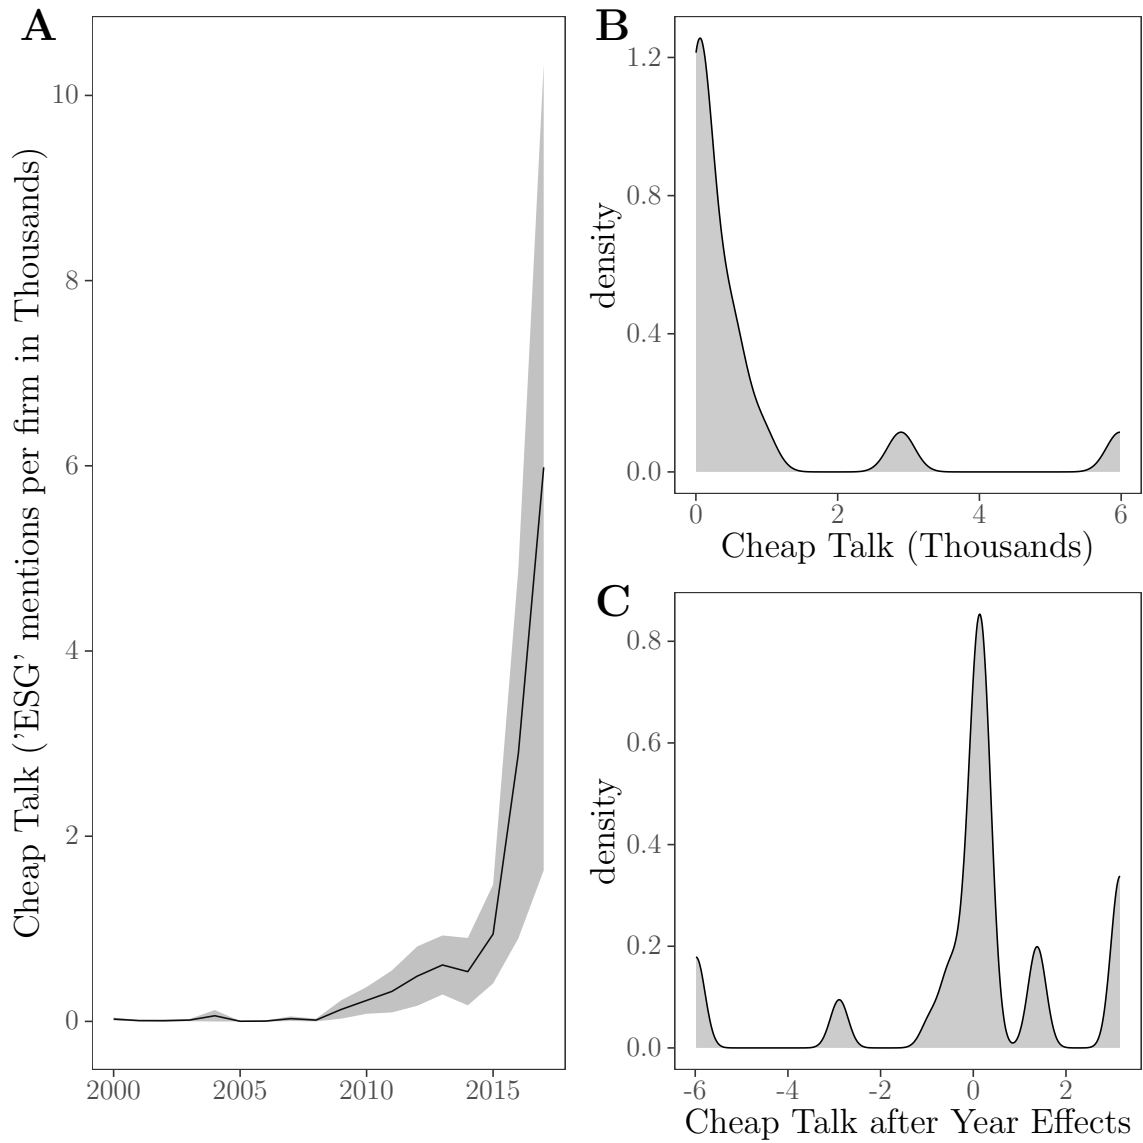 A
Cheap Talk ('ESG' mentions per firm in Thousands)
10
8
6
4
2
0
2000 2005 2010 2015
B
density
1.2
0.8
0.4
0.0
0 2 4 6
Cheap Talk (Thousands)
C
density
0.8
0.6
0.4
0.2
0.0
-6 -4 -2 0 2
Cheap Talk after Year Effects